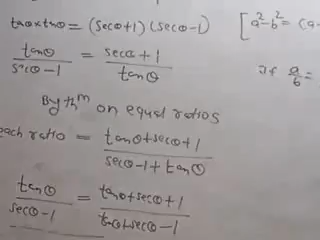 tanθ×tanθ = (secθ+1) (secθ-1) [a²-b² = (a-
tanθ/secθ-1 = secθ+1/tanθ If a/b =
By thm on equal ratios
each ratio = tanθ+secθ+1/secθ-1+tanθ
tanθ/secθ-1 = tanθ+secθ+1/tanθ+secθ-1